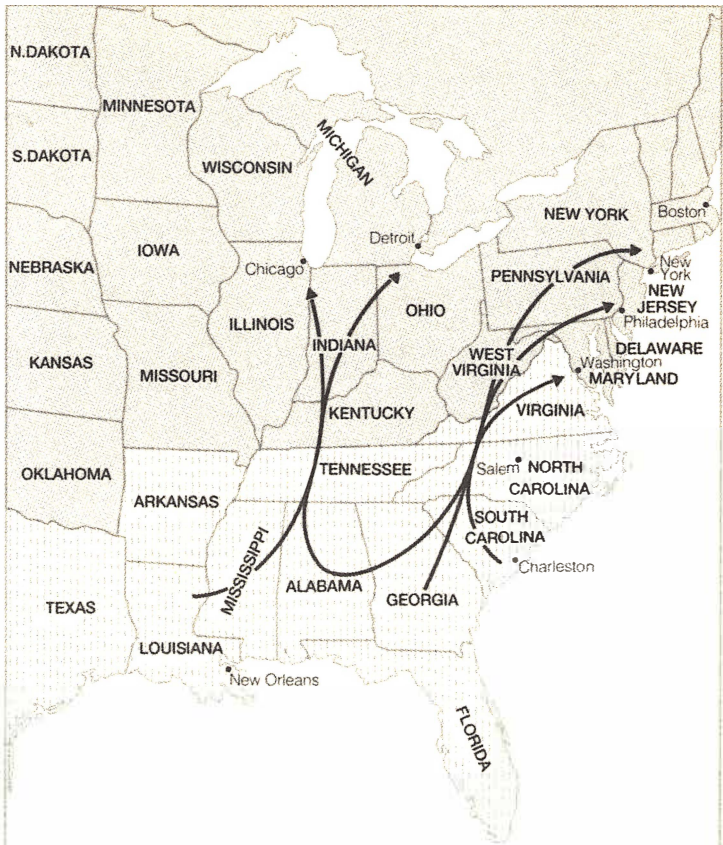 N.DAKOTA
MINNESOTA
S.DAKOTA
WISCONSIN
MICHIGAN
NEW YORK
Boston
IOWA
Detroit
NEBRASKA
Chicago
PENNSYLVANIA
New
York
NEW
JERSEY
Philadelphia
ILLINOIS
INDIANA
OHIO
KANSAS
MISSOURI
WEST
VIRGINIA
DELAWARE
Washington
MARYLAND
KENTUCKY
VIRGINIA
OKLAHOMA
TENNESSEE
Salem
NORTH
CAROLINA
ARKANSAS
SOUTH
CAROLINA
MISSISSIPPI
ALABAMA
GEORGIA
Charleston
TEXAS
LOUISIANA
New Orleans
FLORIDA